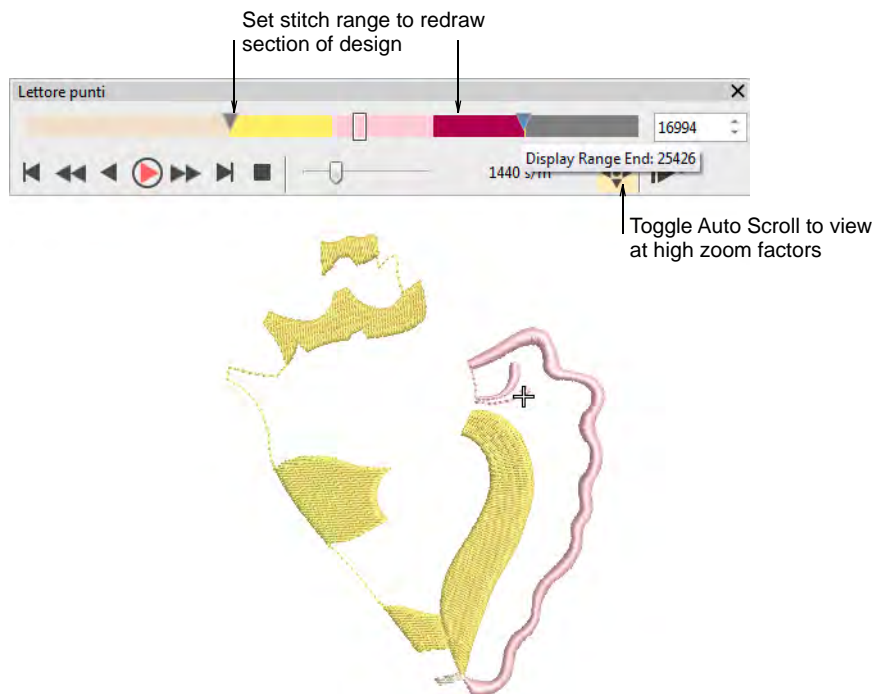 Set stitch range to redraw
section of design
Lettore punti
16994
Display Range End: 25426
1440 s/m
Toggle Auto Scroll to view
at high zoom factors